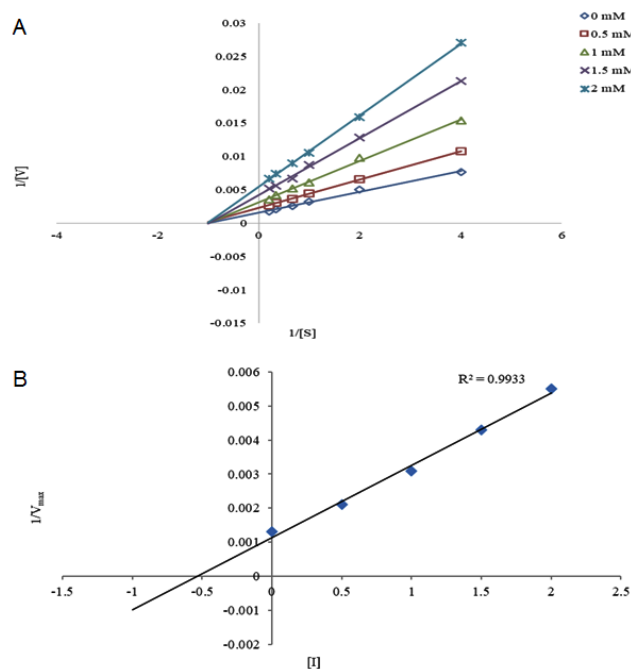 A
0.03
0.025
0.02
0.015
0.01
0.005
0
-0.005
-0.01
-0.015
-4
-2
0
2
4
6
1/[V]
1/[S]
0 mM
0.5 mM
1 mM
1.5 mM
2 mM
B
0.006
0.005
0.004
0.003
0.002
0.001
0
-0.001
-0.002
-1.5
-1
-0.5
0
0.5
1
1.5
2
2.5
R² = 0.9933
1/Vmax
[I]